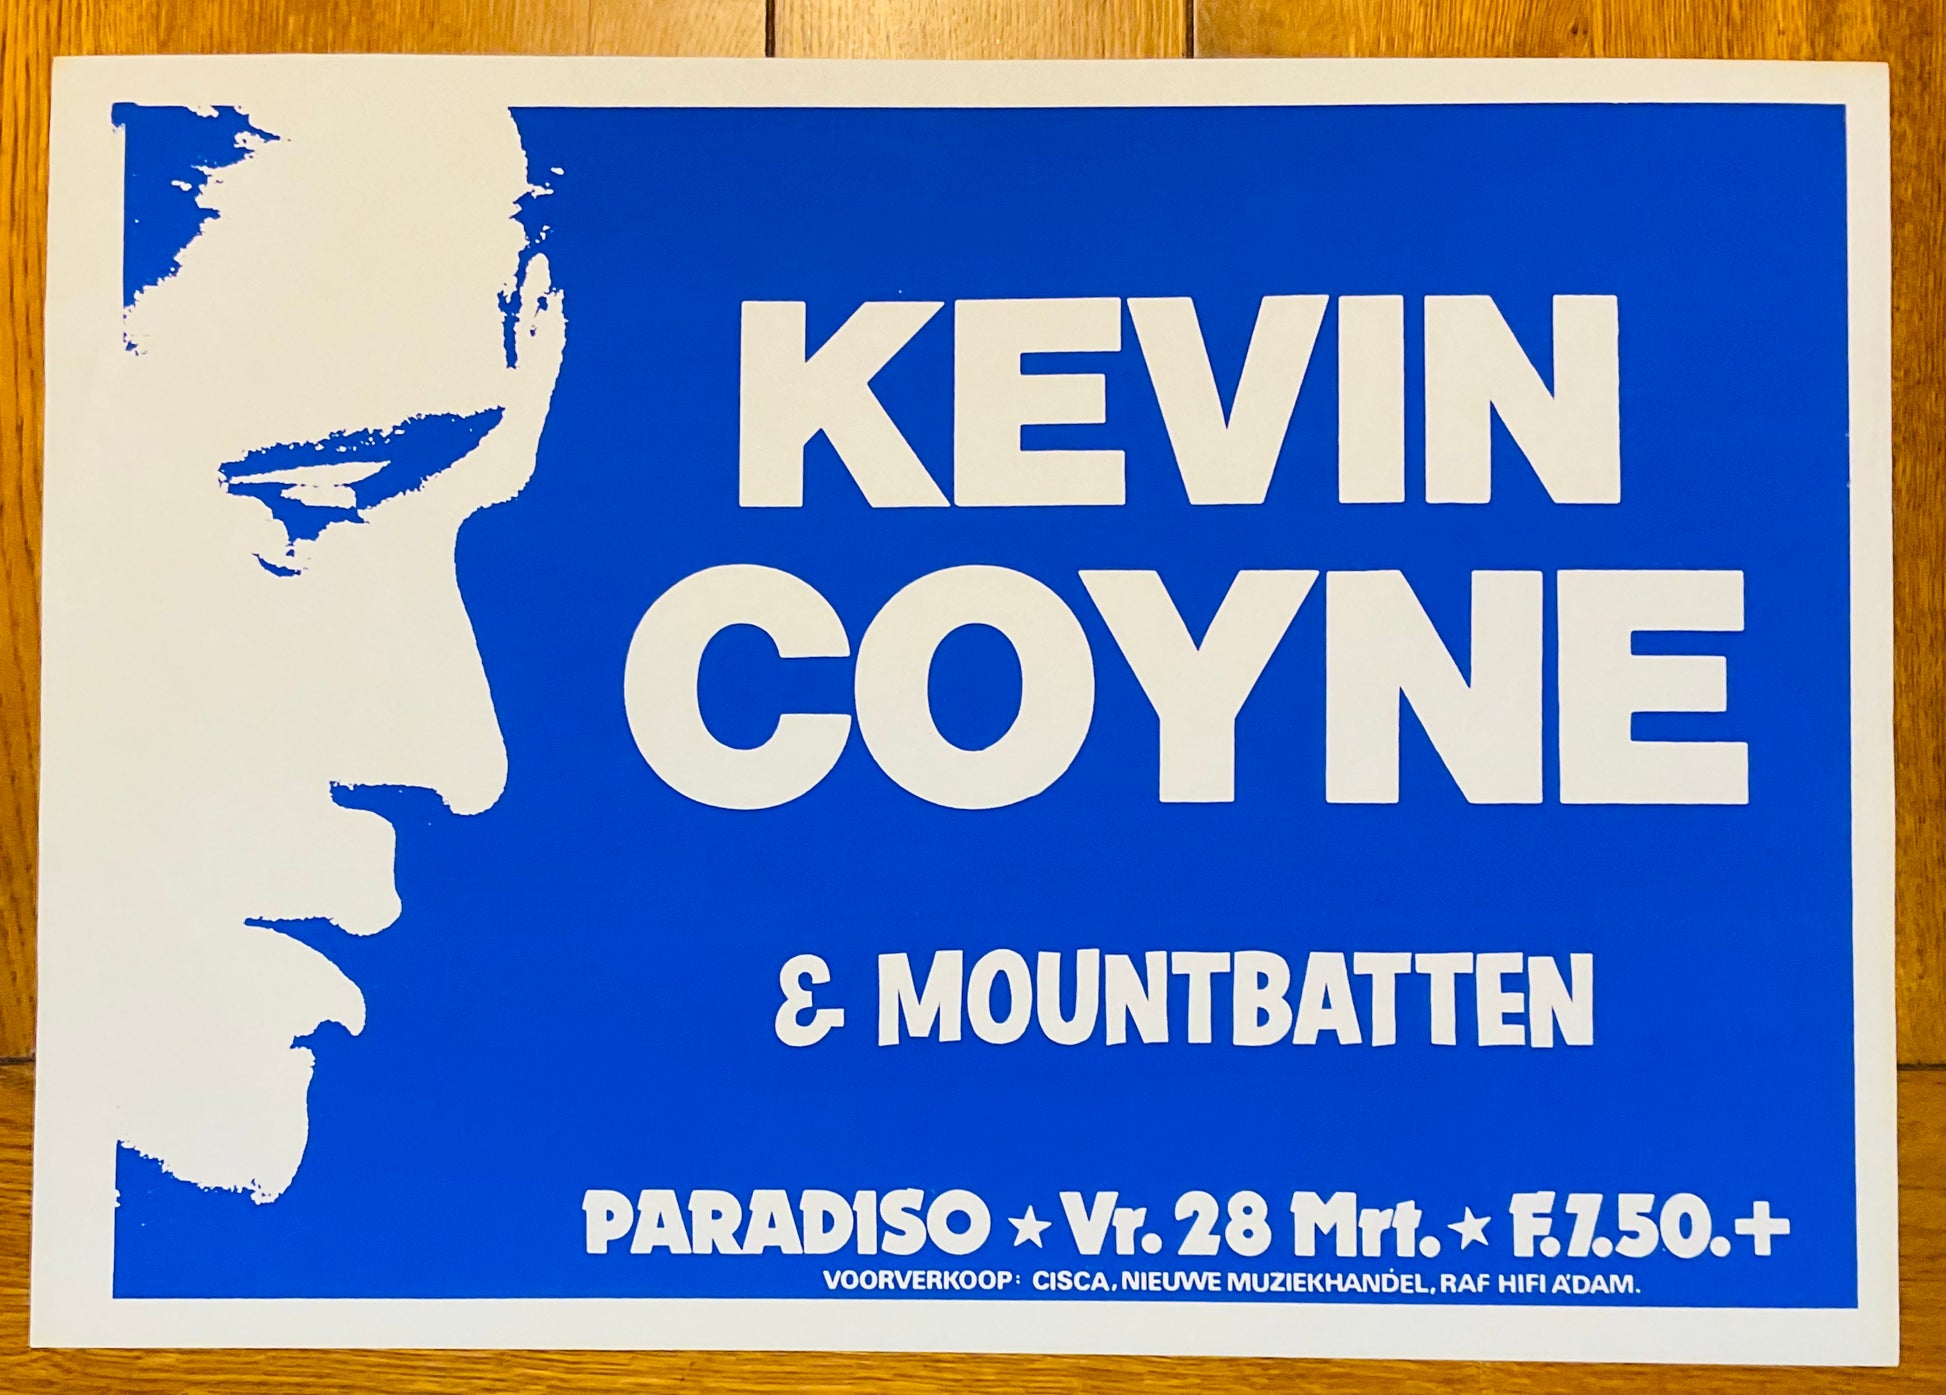 KEVIN
COYNE
& MOUNTBATTEN
PARADISO ★ Vr. 28 Mrt. ★ F.7.50.+
VOORVERKOOP: CISCA, NIEUWE MUZIEKHANDEL, RAF HIFI A'DAM.